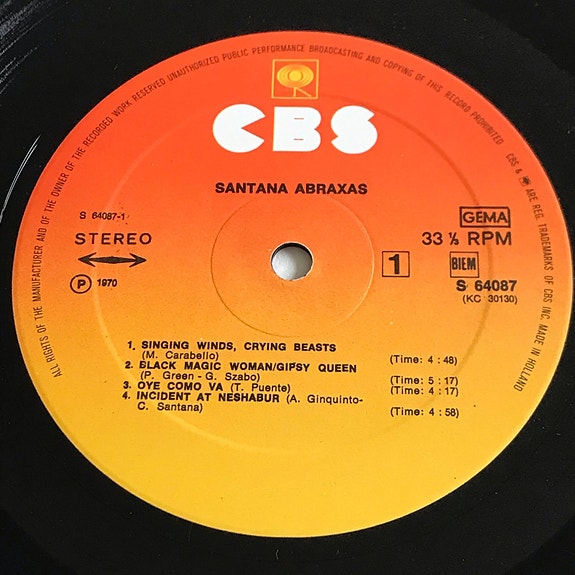 ALL RIGHTS OF THE MANUFACTURER AND OF THE OWNER OF THE RECORDED WORK RESERVED UNAUTHORIZED PUBLIC PERFORMANCE BROADCASTING AND COPYING OF THIS RECORD PROHIBITED CBS & ARE REG. TRADEMARKS OF CBS INC. MADE IN HOLLAND
CBS
SANTANA ABRAXAS
S 64087-1
STEREO
Ⓟ 1970
GEMA
33 ⅓ RPM
1 BIEM
S 64087
(KC 30130)
1. SINGING WINDS, CRYING BEASTS
(M. Carabello) (Time: 4:48)
2. BLACK MAGIC WOMAN/GIPSY QUEEN
(P. Green - G. Szabo) (Time: 5:17)
3. OYE COMO VA (T. Puente) (Time: 4:17)
4. INCIDENT AT NESHABUR (A. Ginquinto-
C. Santana) (Time: 4:58)